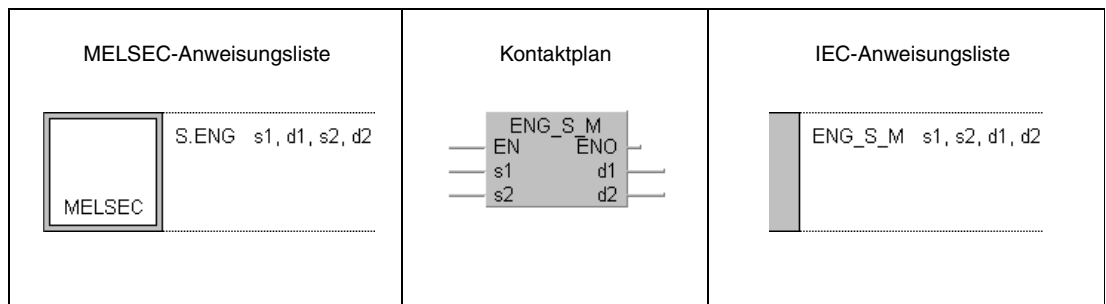 MELSEC-Anweisungsliste
Kontaktplan
IEC-Anweisungsliste
MELSEC
S.ENG s1, d1, s2, d2
ENG_S_M
EN ENO
s1 d1
s2 d2
ENG_S_M s1, s2, d1, d2